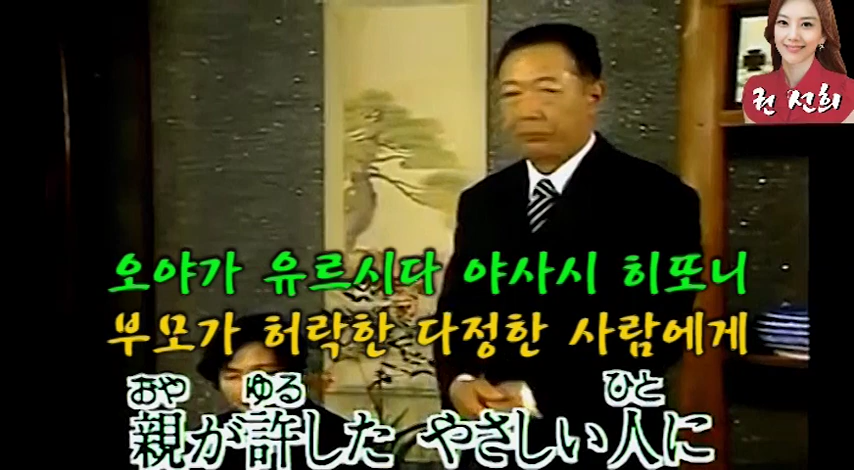 권 선희
오야가 유르시다 야사시 히또니
부모가 허락한 다정한 사람에게
おや ゆる ひと
親が許した やさしい人に